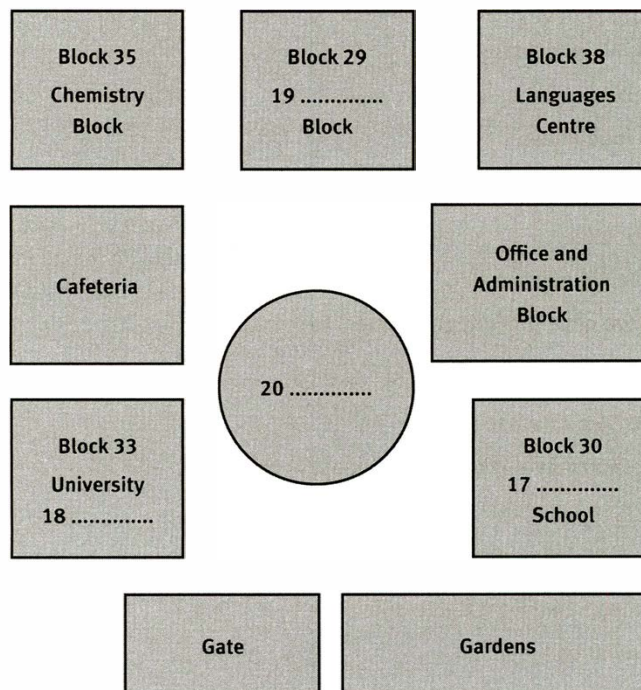 Block 35
Chemistry
Block
Block 29
19 ..............
Block
Block 38
Languages
Centre
Cafeteria
Office and
Administration
Block
20 ..............
Block 33
University
18 ..............
Block 30
17 ..............
School
Gate
Gardens